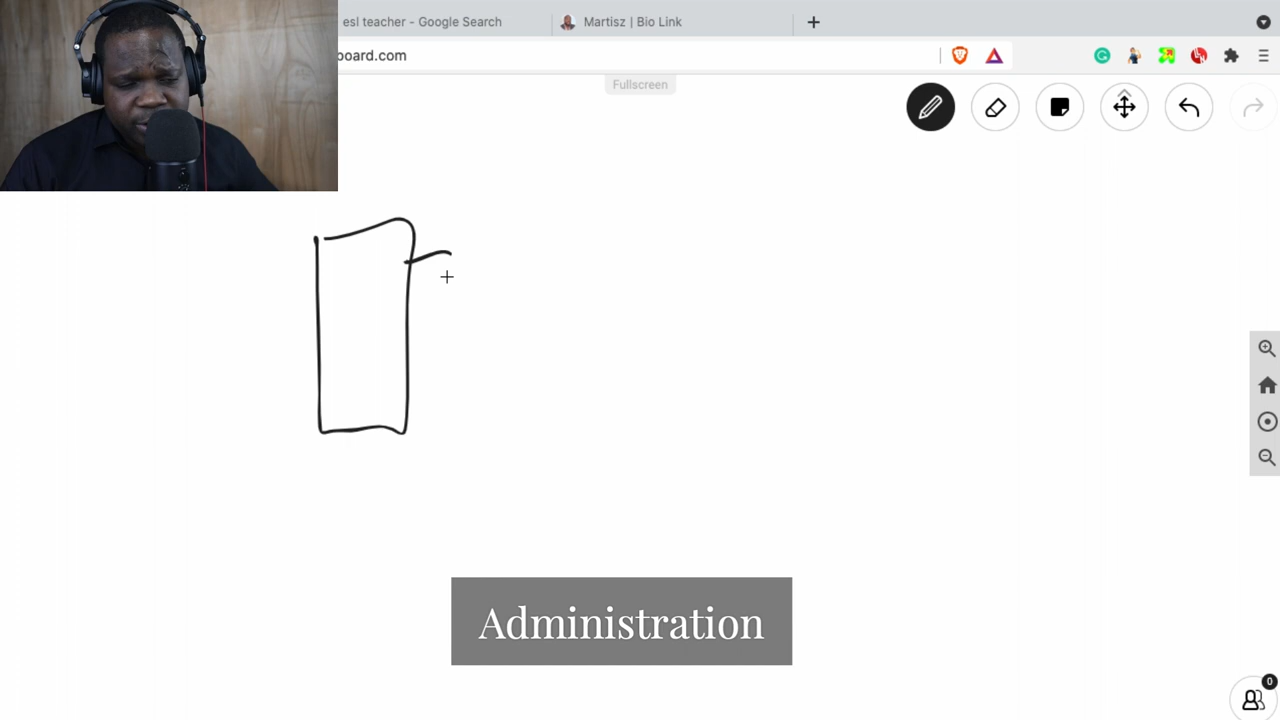 esl teacher - Google Search
Martisz | Bio Link
board.com
Fullscreen
Administration
0